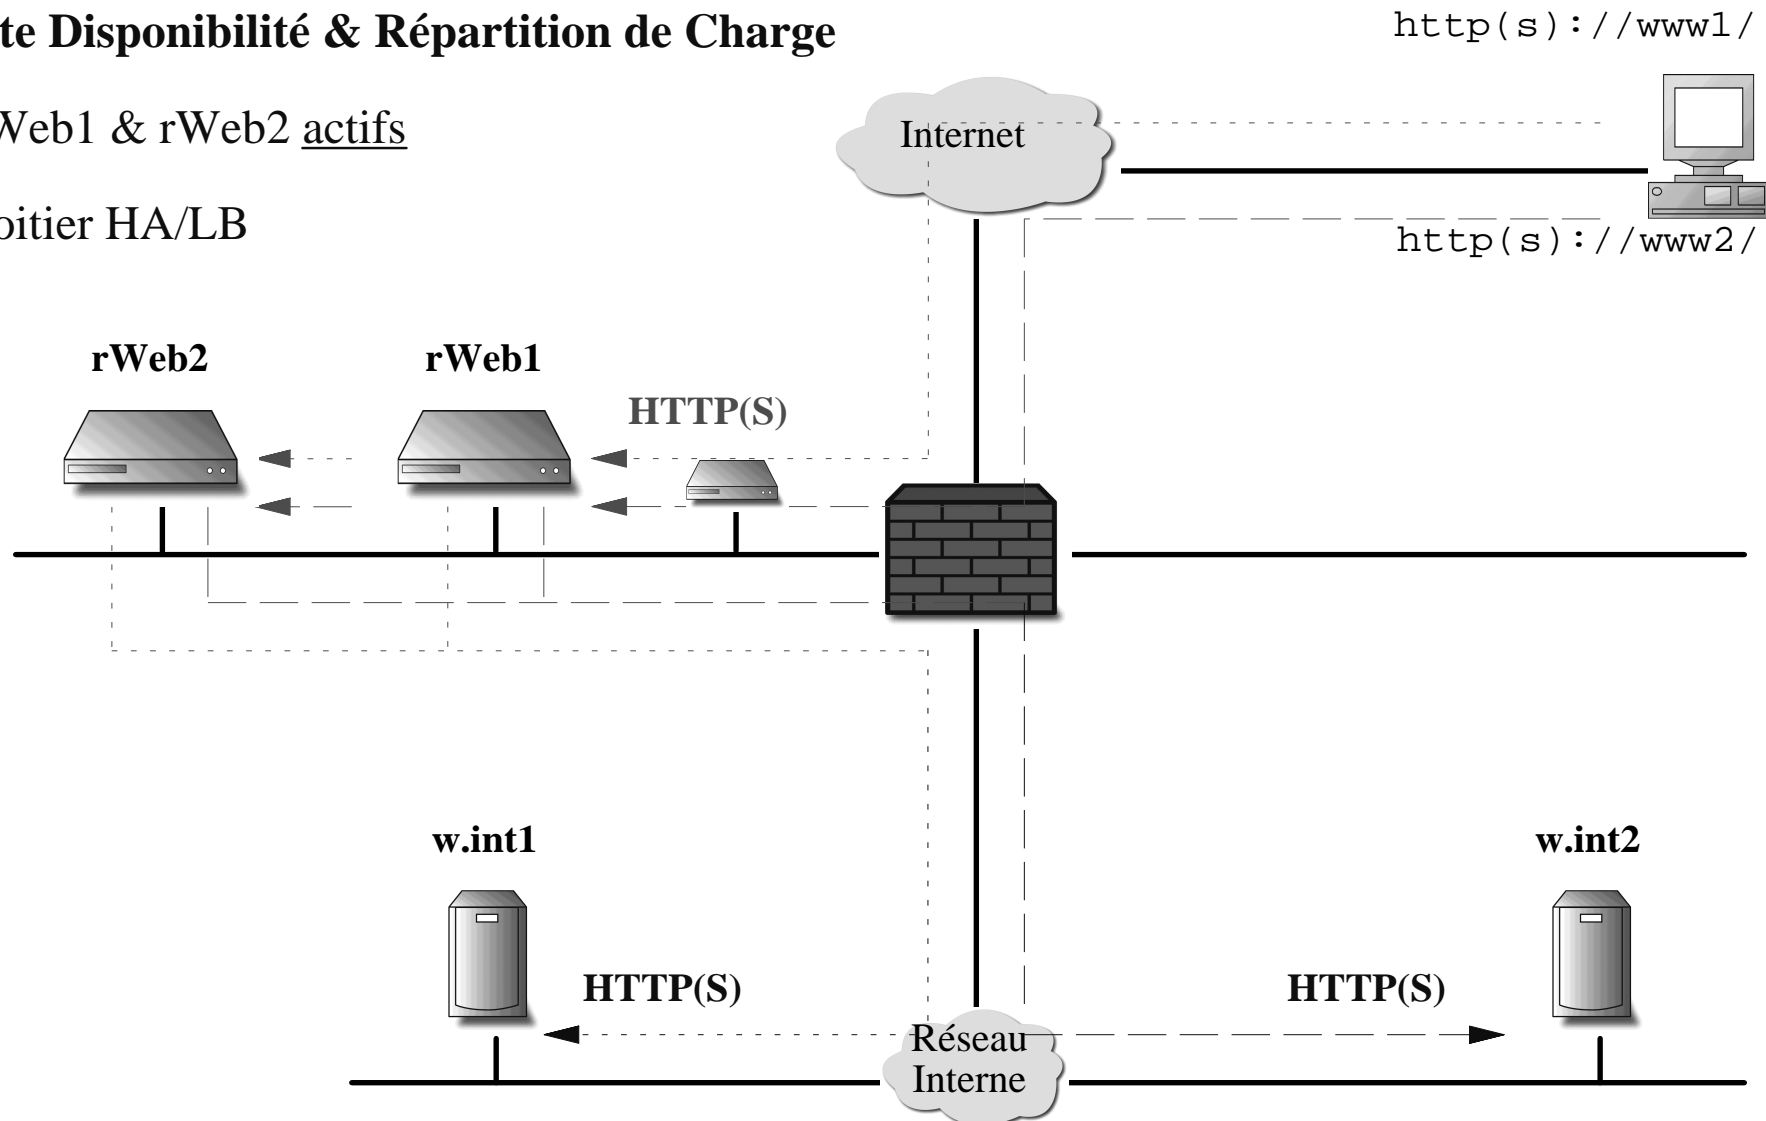 te Disponibilité & Répartition de Charge
http(s)://www1/
Web1 & rWeb2 actifs
Internet
oitier HA/LB
http(s)://www2/
rWeb2
rWeb1
HTTP(S)
w.int1
w.int2
HTTP(S)
HTTP(S)
Réseau
Interne